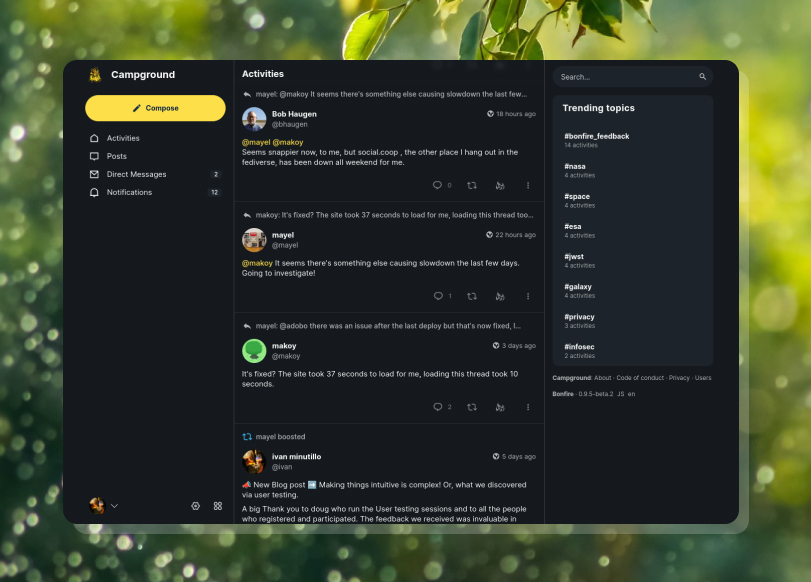 Campground
Compose
Activities
Posts
Direct Messages 2
Notifications 12
Activities
mayel: @makoy It seems there's something else causing slowdown the last few...
Bob Haugen 18 hours ago
@bhaugen
@mayel @makoy
Seems snappier now, to me, but social.coop , the other place I hang out in the
fediverse, has been down all weekend for me.
0
makoy: It's fixed? The site took 37 seconds to load for me, loading this thread too...
mayel 22 hours ago
@mayel
@makoy It seems there's something else causing slowdown the last few days.
Going to investigate!
1
mayel: @adobo there was an issue after the last deploy but that's now fixed, I...
makoy 3 days ago
@makoy
It's fixed? The site took 37 seconds to load for me, loading this thread took 10
seconds.
2
mayel boosted
ivan minutillo 5 days ago
@ivan
📣 New Blog post ➡️ Making things intuitive is complex! Or, what we discovered
via user testing.
A big Thank you to doug who run the User testing sessions and to all the people
who registered and participated. The feedback we received was invaluable in
Search...
Trending topics
#bonfire_feedback
14 activities
#nasa
4 activities
#space
4 activities
#esa
4 activities
#jwst
4 activities
#galaxy
4 activities
#privacy
3 activities
#infosec
2 activities
Campground: About · Code of conduct · Privacy · Users
Bonfire · 0.9.5-beta.2 JS en